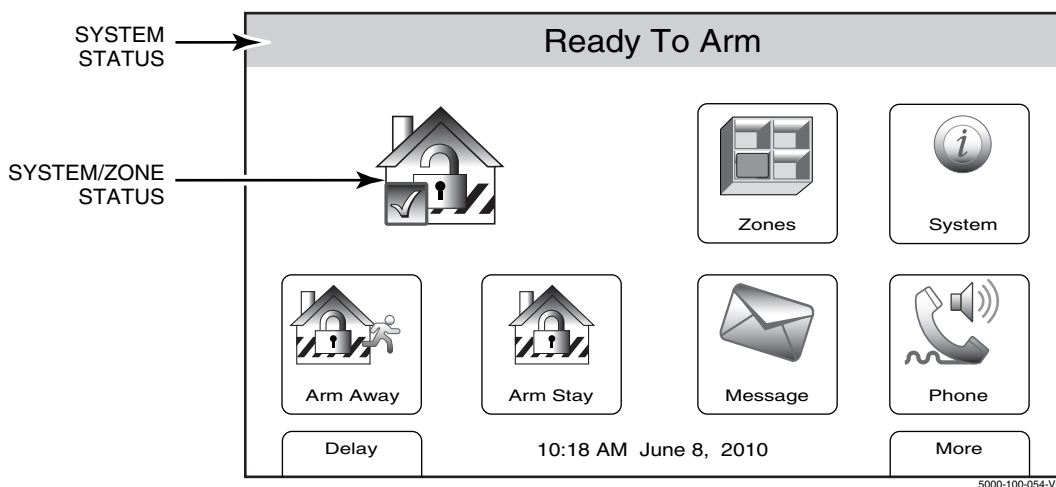 SYSTEM
STATUS
Ready To Arm
SYSTEM/ZONE
STATUS
Zones
System
Arm Away
Arm Stay
Message
Phone
Delay
10:18 AM June 8, 2010
More
5000-100-054-V